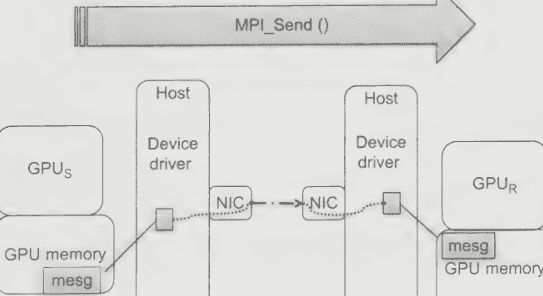 MPI_Send ()
Host
Host
Device
driver
Device
driver
GPUS
GPUR
NIC
NIC
GPU memory
mesg
mesg
GPU memory